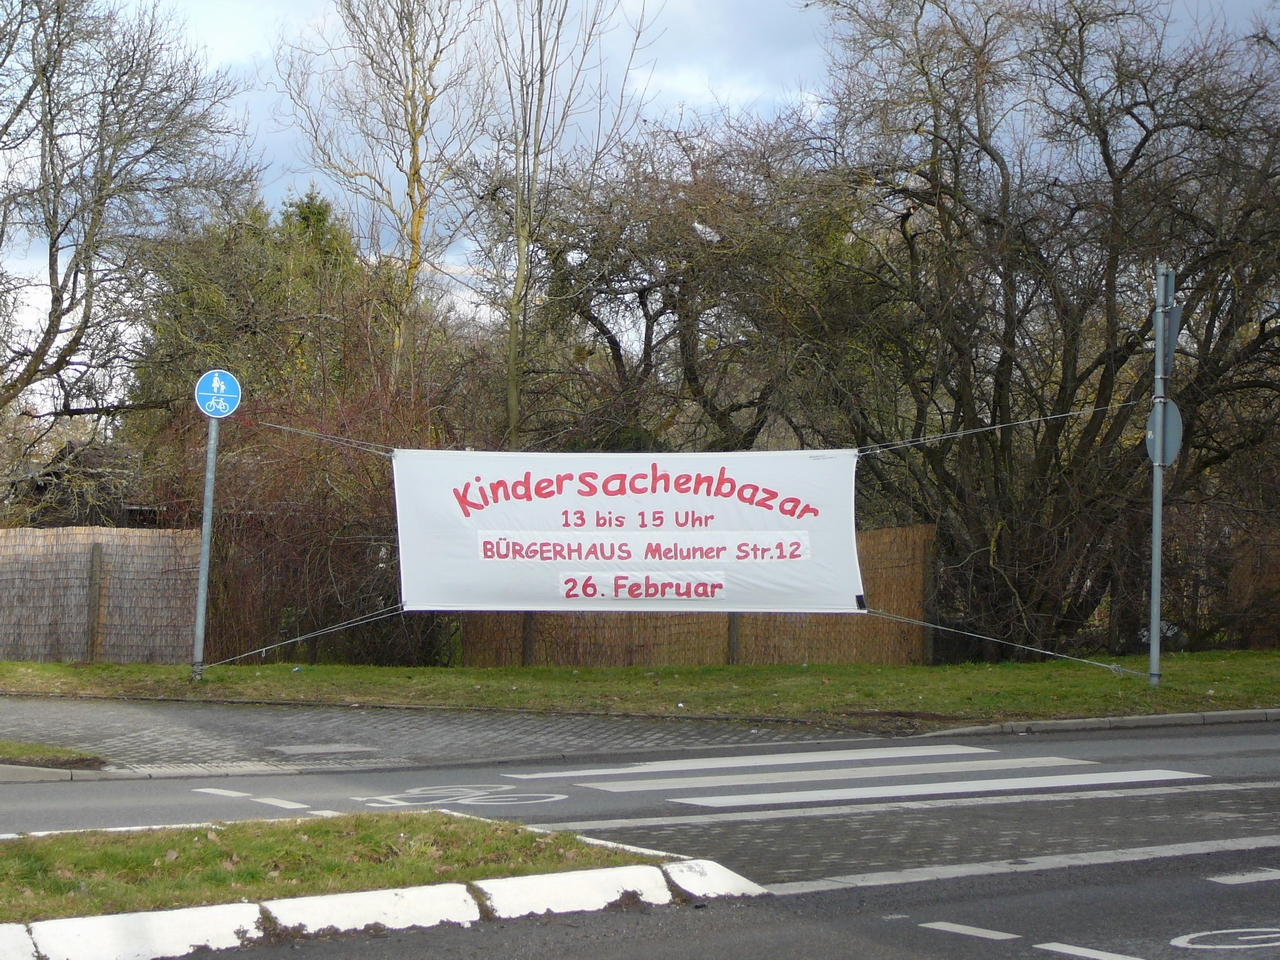 Kindersachenbazar
13 bis 15 Uhr
BÜRGERHAUS Meluner Str.12
26. Februar